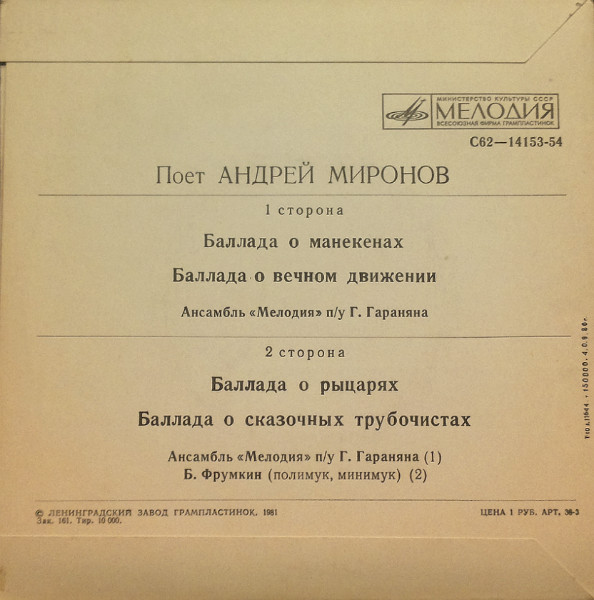 МИНИСТЕРСТВО КУЛЬТУРЫ СССР
МЕЛОДИЯ
ВСЕСОЮЗНАЯ ФИРМА ГРАМПЛАСТИНОК
С62—14153-54
Поет АНДРЕЙ МИРОНОВ
1 сторона
Баллада о манекенах
Баллада о вечном движении
Ансамбль «Мелодия» п/у Г. Гараняна
2 сторона
Баллада о рыцарях
Баллада о сказочных трубочистах
Ансамбль «Мелодия» п/у Г. Гараняна (1)
Б. Фрумкин (полимук, минимук) (2)
© ЛЕНИНГРАДСКИЙ ЗАВОД ГРАМПЛАСТИНОК, 1981
Зак. 161. Тир. 10 000.
ЦЕНА 1 РУБ. АРТ. 36-3